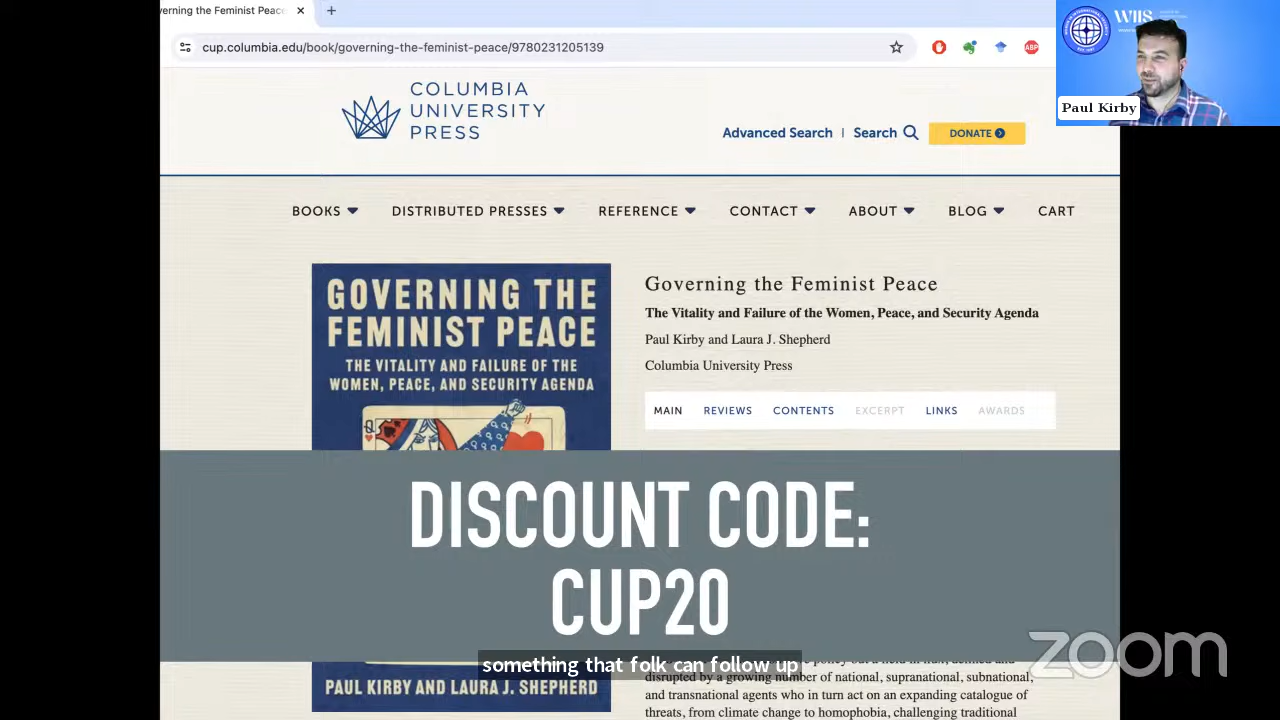 verning the Feminist Peace
cup.columbia.edu/book/governing-the-feminist-peace/9780231205139
ABP
WIIS
Paul Kirby
COLUMBIA
UNIVERSITY
PRESS
Advanced Search | Search
DONATE
BOOKS DISTRIBUTED PRESSES REFERENCE CONTACT ABOUT BLOG CART
GOVERNING THE
FEMINIST PEACE
THE VITALITY AND FAILURE OF THE
WOMEN, PEACE, AND SECURITY AGENDA
Q
Governing the Feminist Peace
The Vitality and Failure of the Women, Peace, and Security Agenda
Paul Kirby and Laura J. Shepherd
Columbia University Press
MAIN REVIEWS CONTENTS EXCERPT LINKS AWARDS
DISCOUNT CODE:
CUP20
something that folk can follow up
zoom
PAUL KIRBY AND LAURA J. SHEPHERD
disrupted by a growing number of national, supranational, subnational,
and transnational agents who in turn act on an expanding catalogue of
threats, from climate change to homophobia, challenging traditional